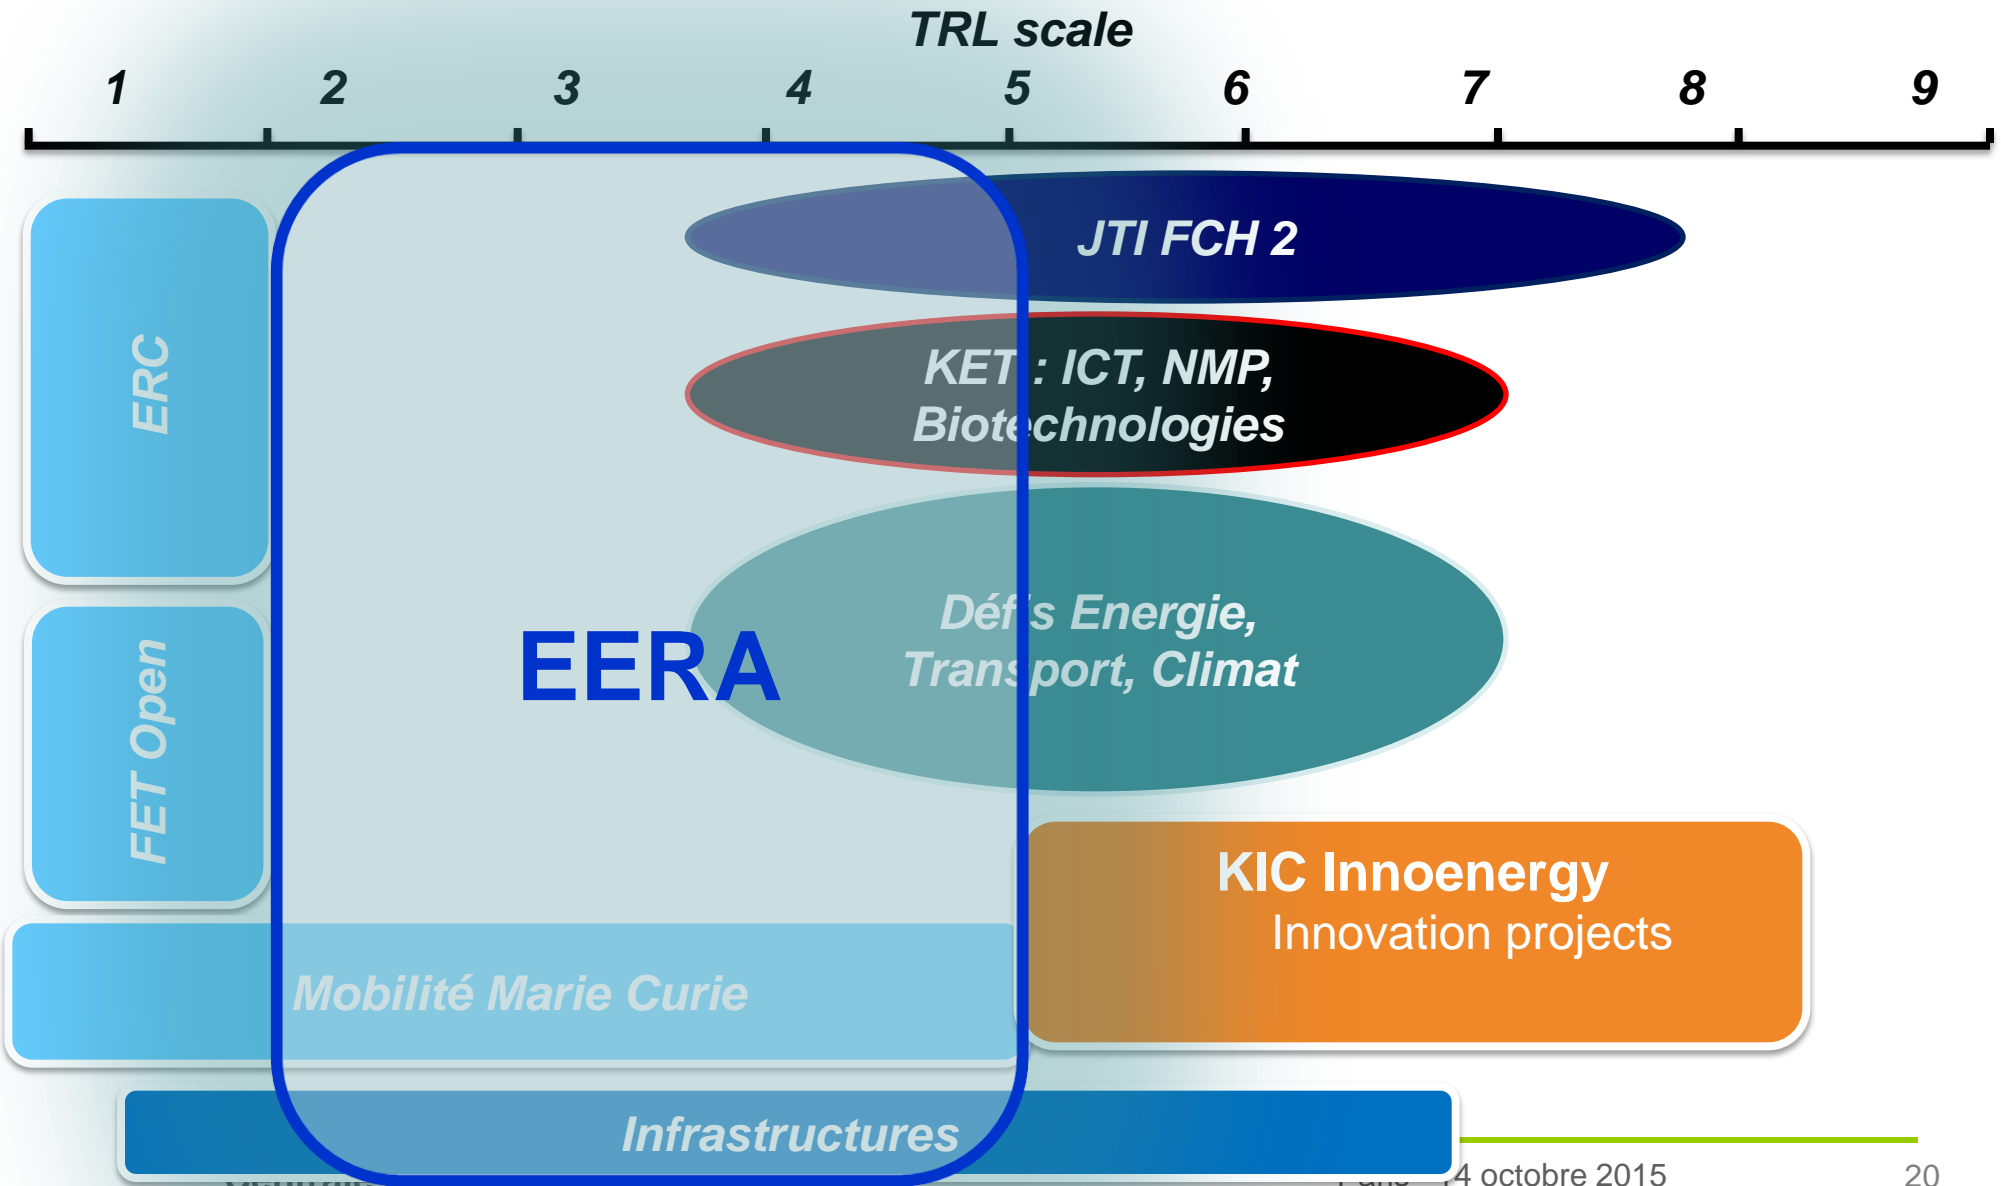 TRL scale
1 2 3 4 5 6 7 8 9
JTI FCH 2
ERC
KET : ICT, NMP,
Biotechnologies
Défis Energie,
Transport, Climat
EERA
FET Open
KIC Innoenergy
Innovation projects
Mobilité Marie Curie
Infrastructures
4 octobre 2015
20